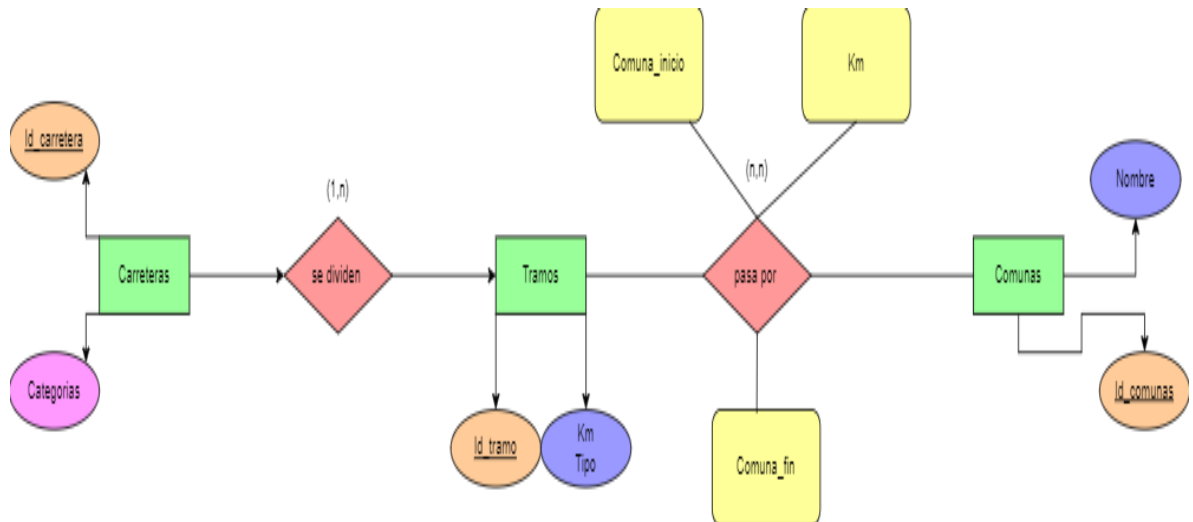 Comuna_inicio
Km
Id_carretera
(1,n)
(n,n)
Nombre
Carreteras
se dividen
Tramos
pasa por
Comunas
Categorias
Id_comunas
Id_tramo
Km
Tipo
Comuna_fin